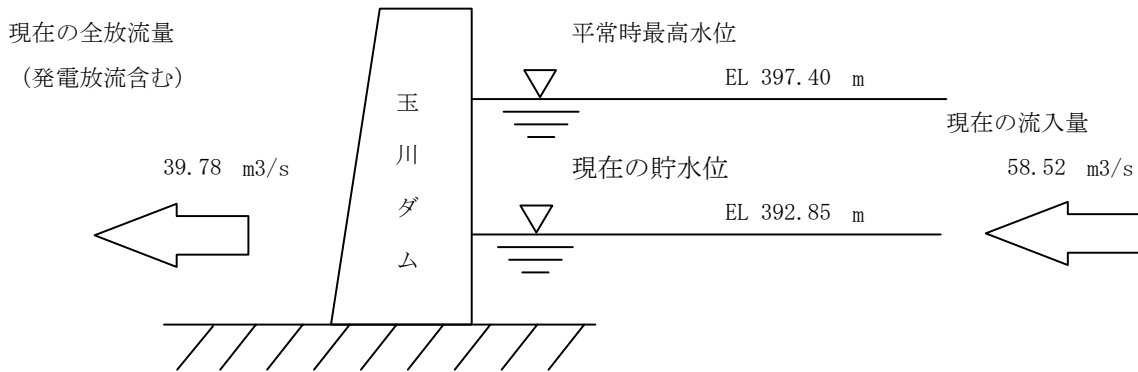 現在の全放流量
（発電放流含む）
39.78 m3/s
玉川ダム
平常時最高水位
EL 397.40 m
現在の貯水位
EL 392.85 m
現在の流入量
58.52 m3/s